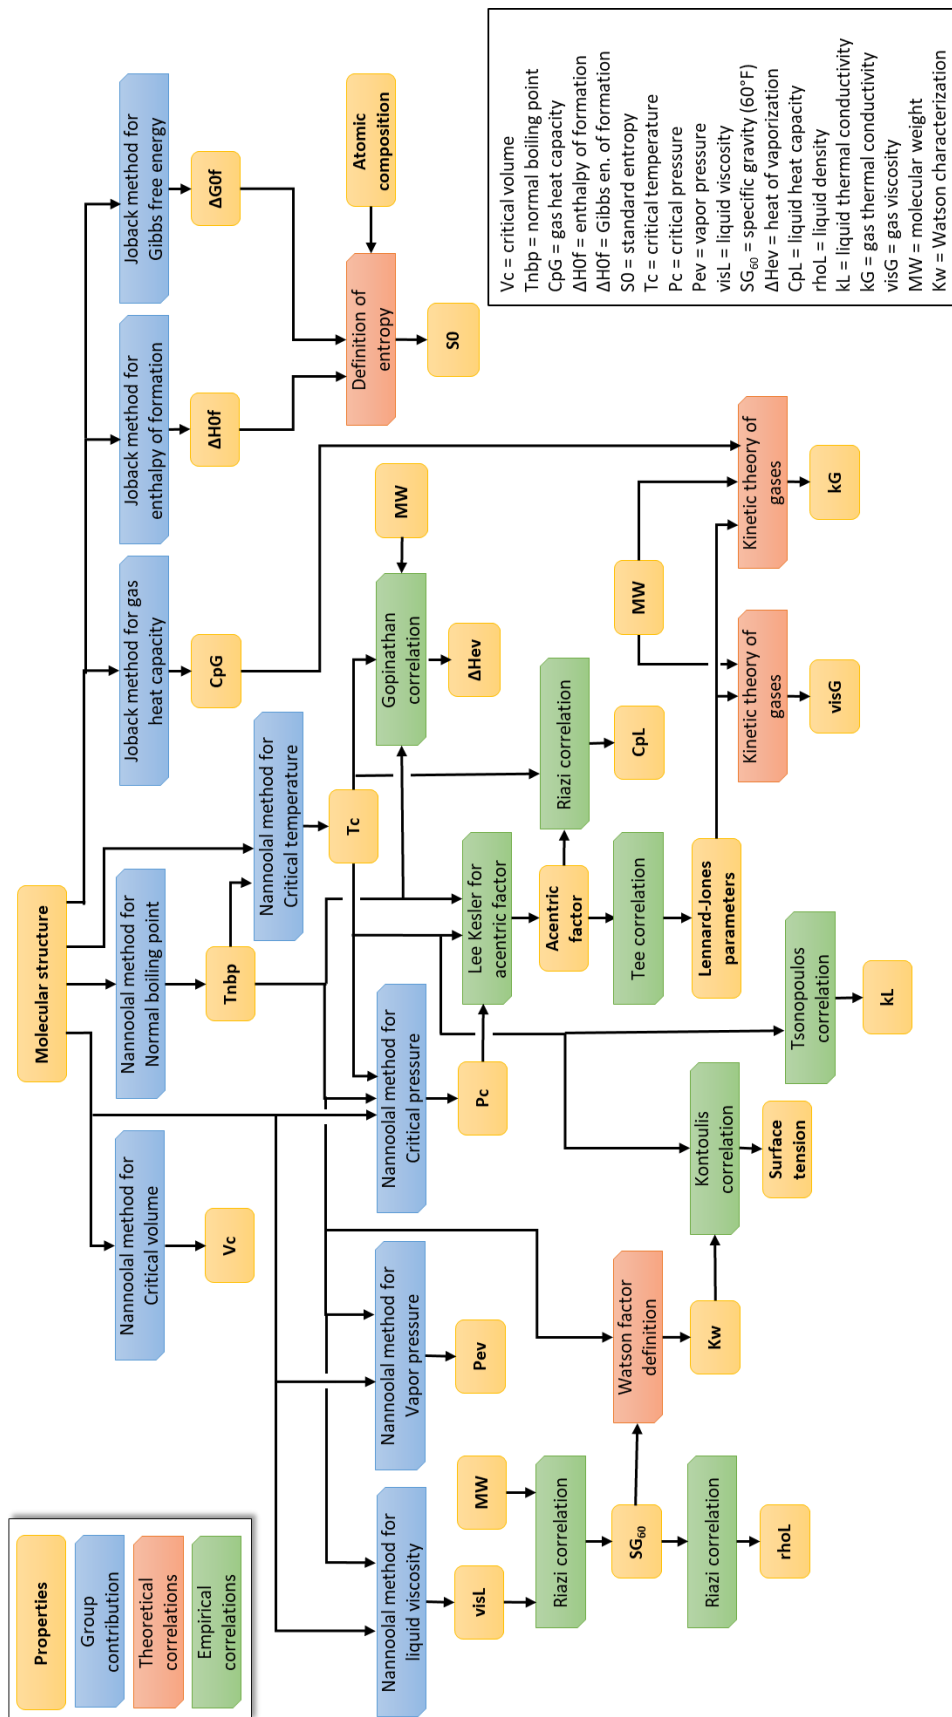 Properties
Group
contribution
Theoretical
correlations
Empirical
correlations
Molecular structure
Nannoolal method for
Critical volume
Nannoolal method for
Normal boiling point
Joback method for gas
heat capacity
Joback method for
enthalpy of formation
Joback method for
Gibbs free energy
Vc
Tnbp
CpG
ΔH0f
ΔG0f
Nannoolal method for
Critical temperature
Atomic
composition
Tc
MW
Definition of
entropy
Nannoolal method for
liquid viscosity
Nannoolal method for
Vapor pressure
Nannoolal method for
Critical pressure
Gopinathan
correlation
S0
visL
MW
Pev
Pc
Lee Kesler for
acentric factor
ΔHev
Riazi correlation
Acentric
factor
Riazi correlation
SG60
Watson factor
definition
Tee correlation
CpL
MW
Riazi correlation
Kw
Kontoulis
correlation
Lennard-Jones
parameters
Kinetic theory of
gases
Kinetic theory of
gases
rhoL
Surface
tension
Tsonopoulos
correlation
visG
kG
kL
Vc = critical volume
Tnbp = normal boiling point
CpG = gas heat capacity
ΔH0f = enthalpy of formation
ΔH0f = Gibbs en. of formation
S0 = standard entropy
Tc = critical temperature
Pc = critical pressure
Pev = vapor pressure
visL = liquid viscosity
SG60 = specific gravity (60°F)
ΔHev = heat of vaporization
CpL = liquid heat capacity
rhoL = liquid density
kL = liquid thermal conductivity
kG = gas thermal conductivity
visG = gas viscosity
MW = molecular weight
Kw = Watson characterization